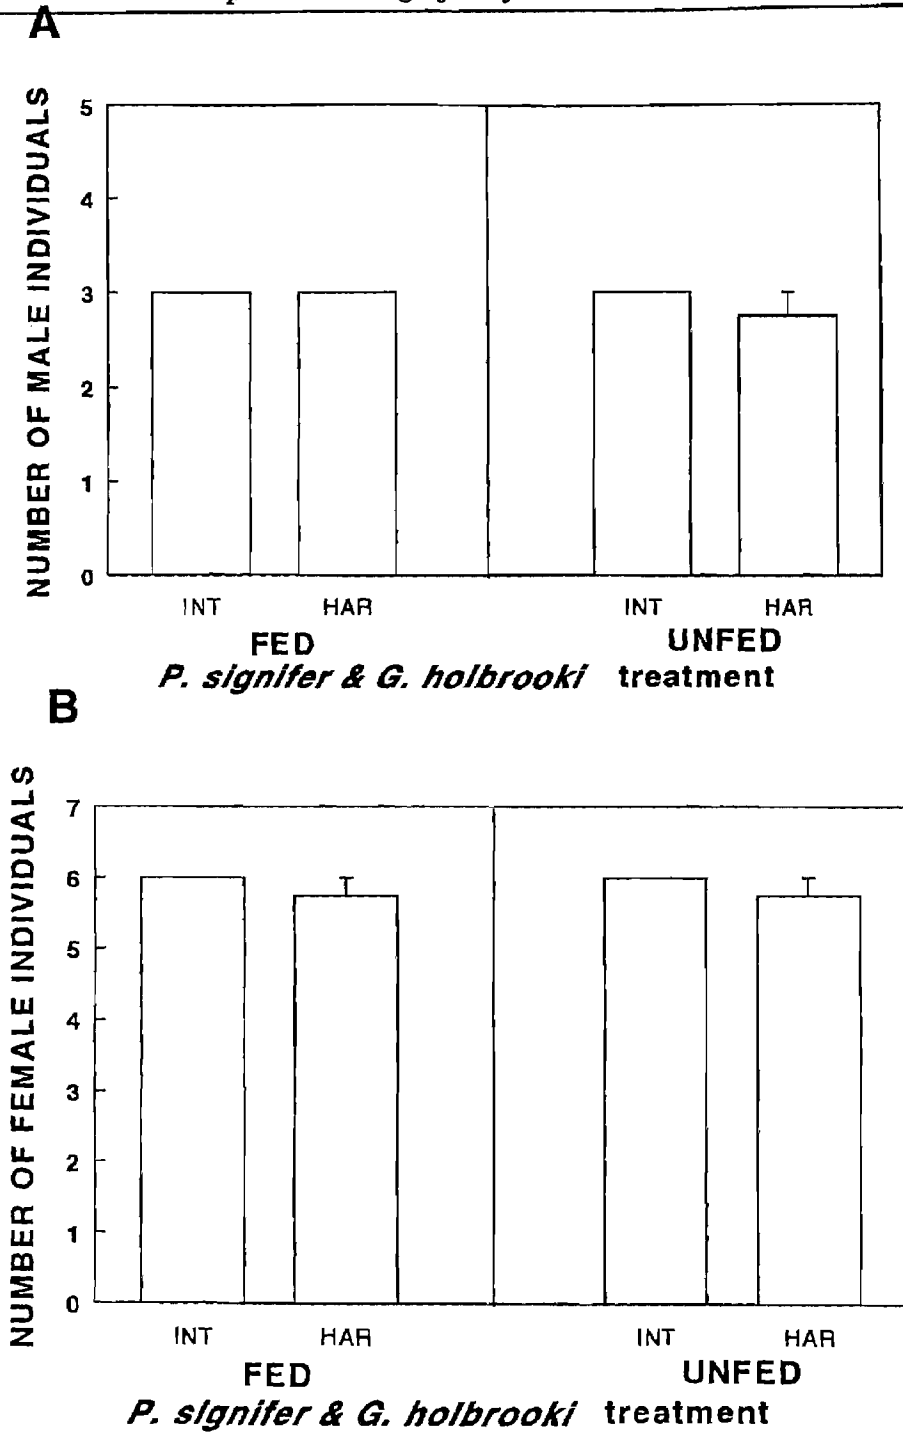 A
NUMBER OF MALE INDIVIDUALS
5
4
3
2
1
0
INT HAR INT HAR
FED UNFED
P. signifer & G. holbrooki treatment
B
NUMBER OF FEMALE INDIVIDUALS
7
6
5
4
3
2
1
0
INT HAR INT HAR
FED UNFED
P. signifer & G. holbrooki treatment